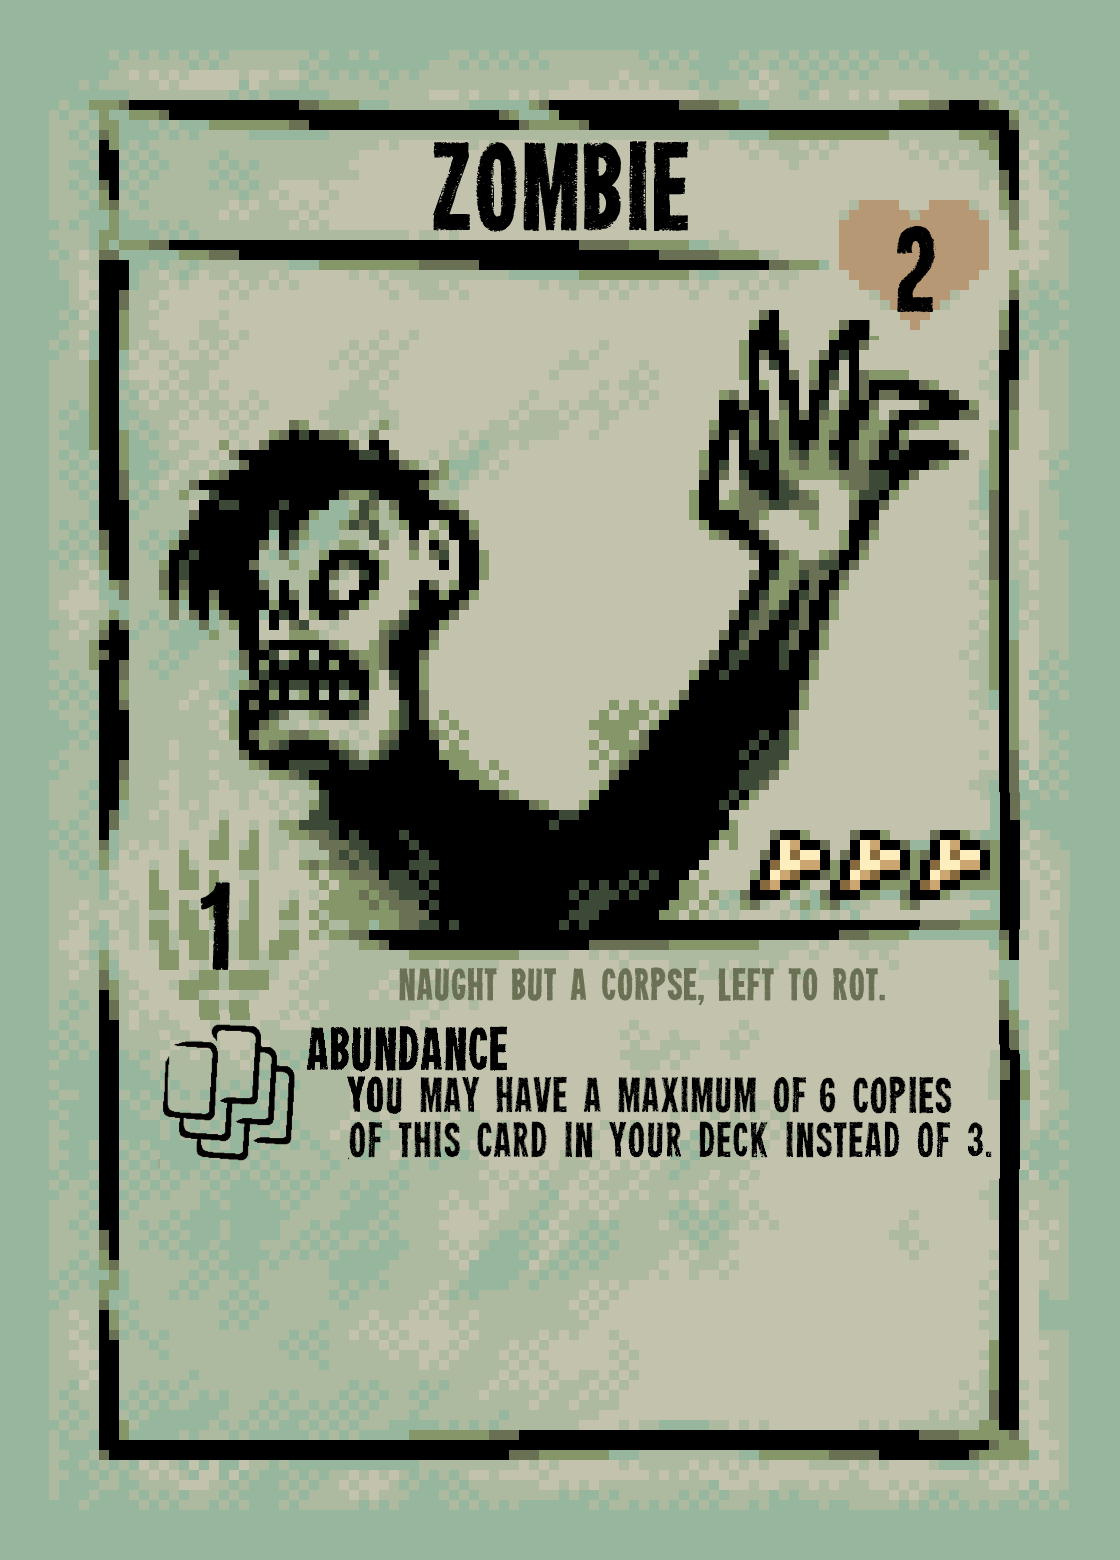 ZOMBIE
2
1
NAUGHT BUT A CORPSE, LEFT TO ROT.
ABUNDANCE
YOU MAY HAVE A MAXIMUM OF 6 COPIES
OF THIS CARD IN YOUR DECK INSTEAD OF 3.